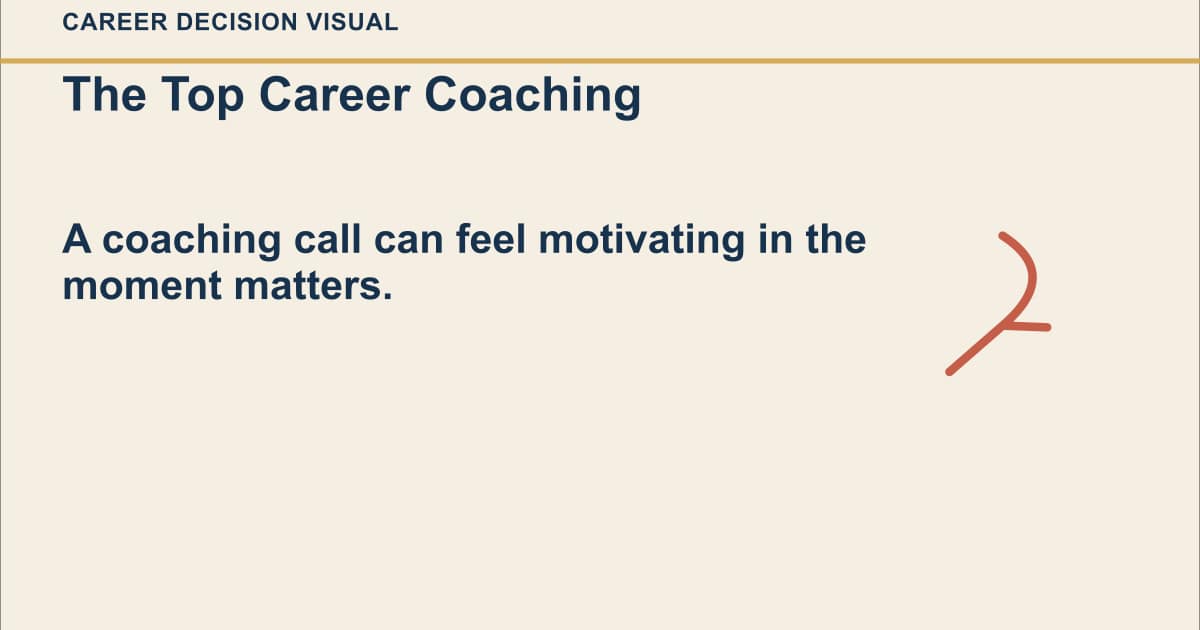 CAREER DECISION VISUAL
The Top Career Coaching
A coaching call can feel motivating in the
moment matters.